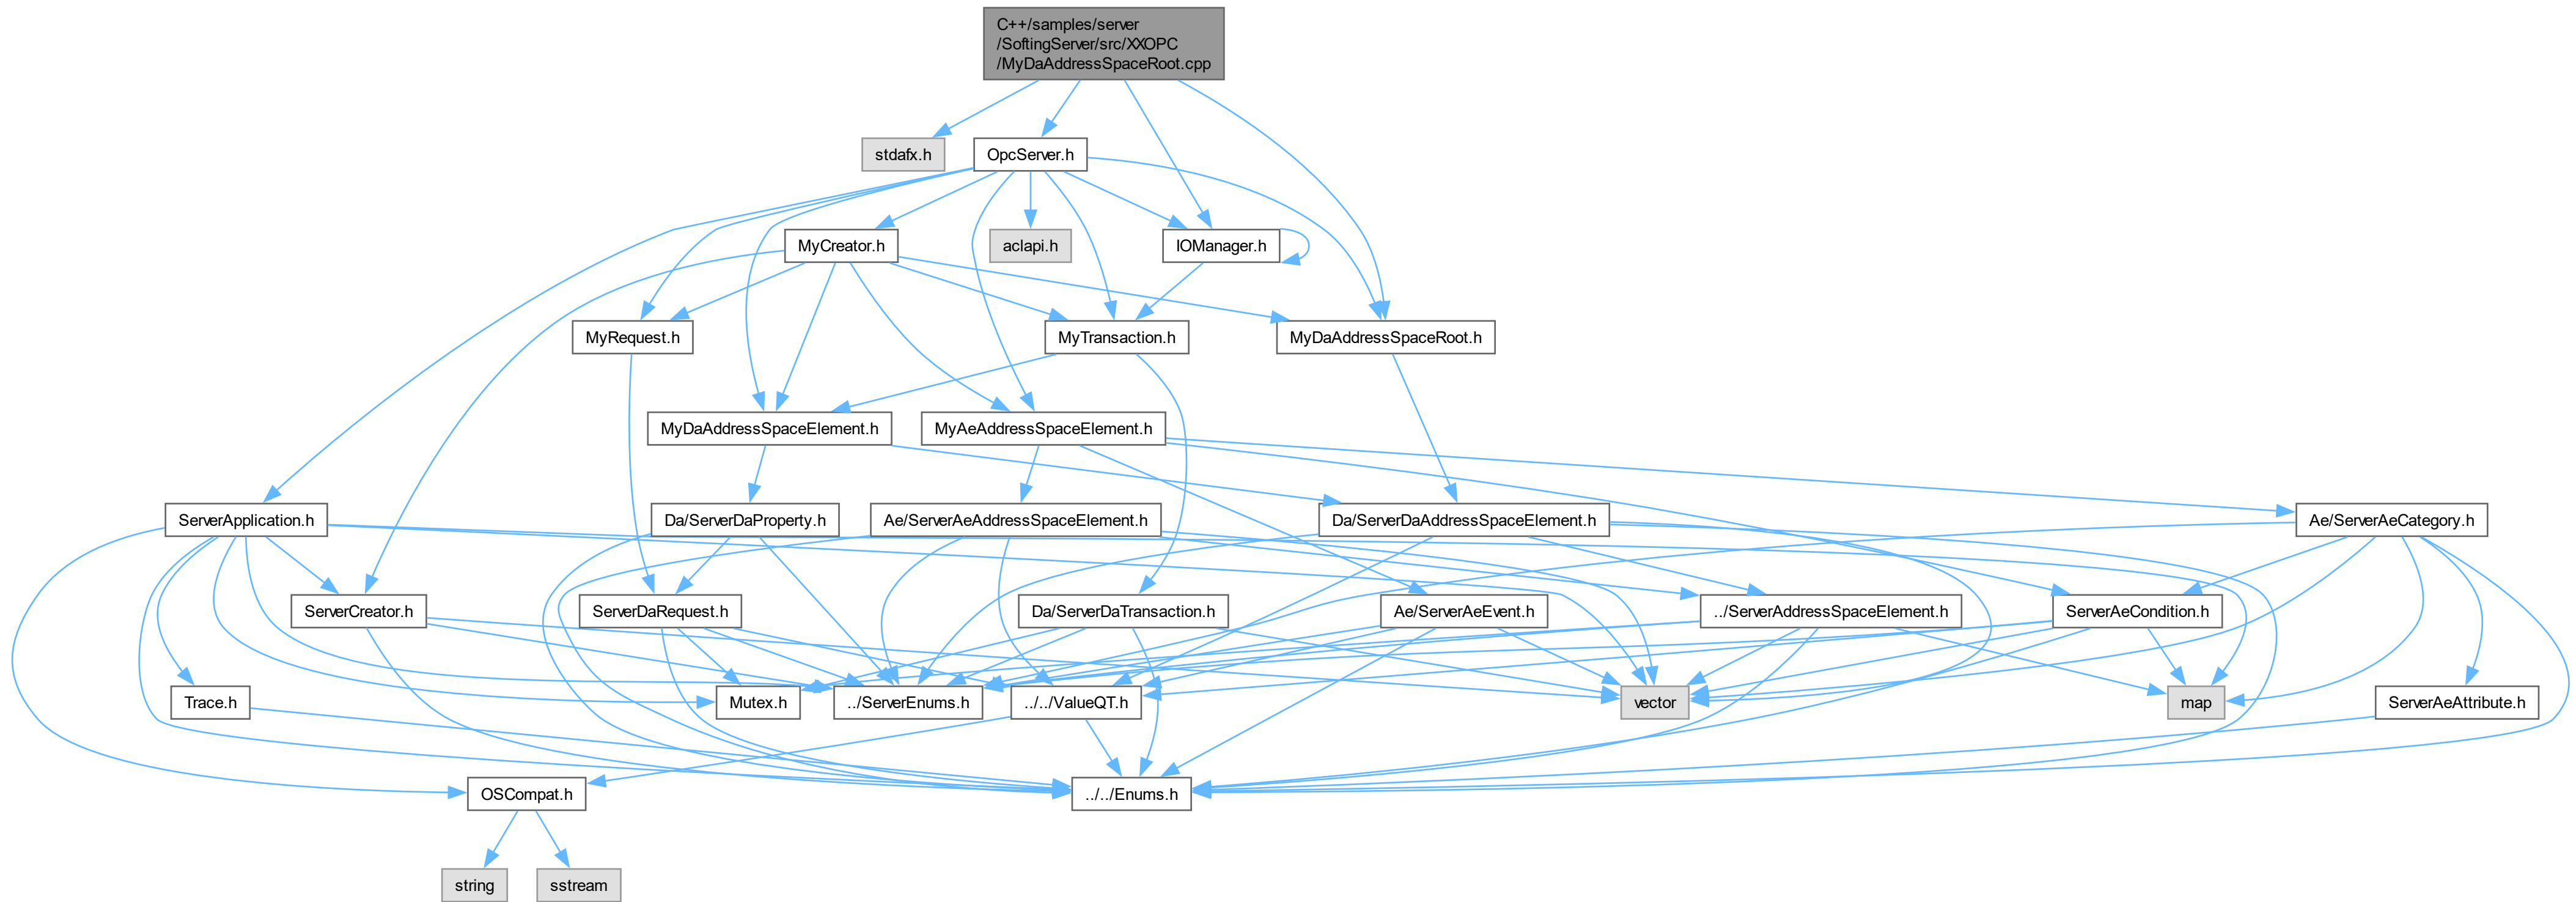 C++/samples/server
/SoftingServer/src/XXOPC
/MyDaAddressSpaceRoot.cpp
stdafx.h
OpcServer.h
MyCreator.h
aclapi.h
IOManager.h
MyRequest.h
MyTransaction.h
MyDaAddressSpaceRoot.h
MyDaAddressSpaceElement.h
MyAeAddressSpaceElement.h
ServerApplication.h
Da/ServerDaProperty.h
Ae/ServerAeAddressSpaceElement.h
Da/ServerDaAddressSpaceElement.h
Ae/ServerAeCategory.h
ServerCreator.h
ServerDaRequest.h
Da/ServerDaTransaction.h
Ae/ServerAeEvent.h
../ServerAddressSpaceElement.h
ServerAeCondition.h
Trace.h
Mutex.h
../ServerEnums.h
../../ValueQT.h
vector
map
ServerAeAttribute.h
OSCompat.h
../../Enums.h
string
sstream